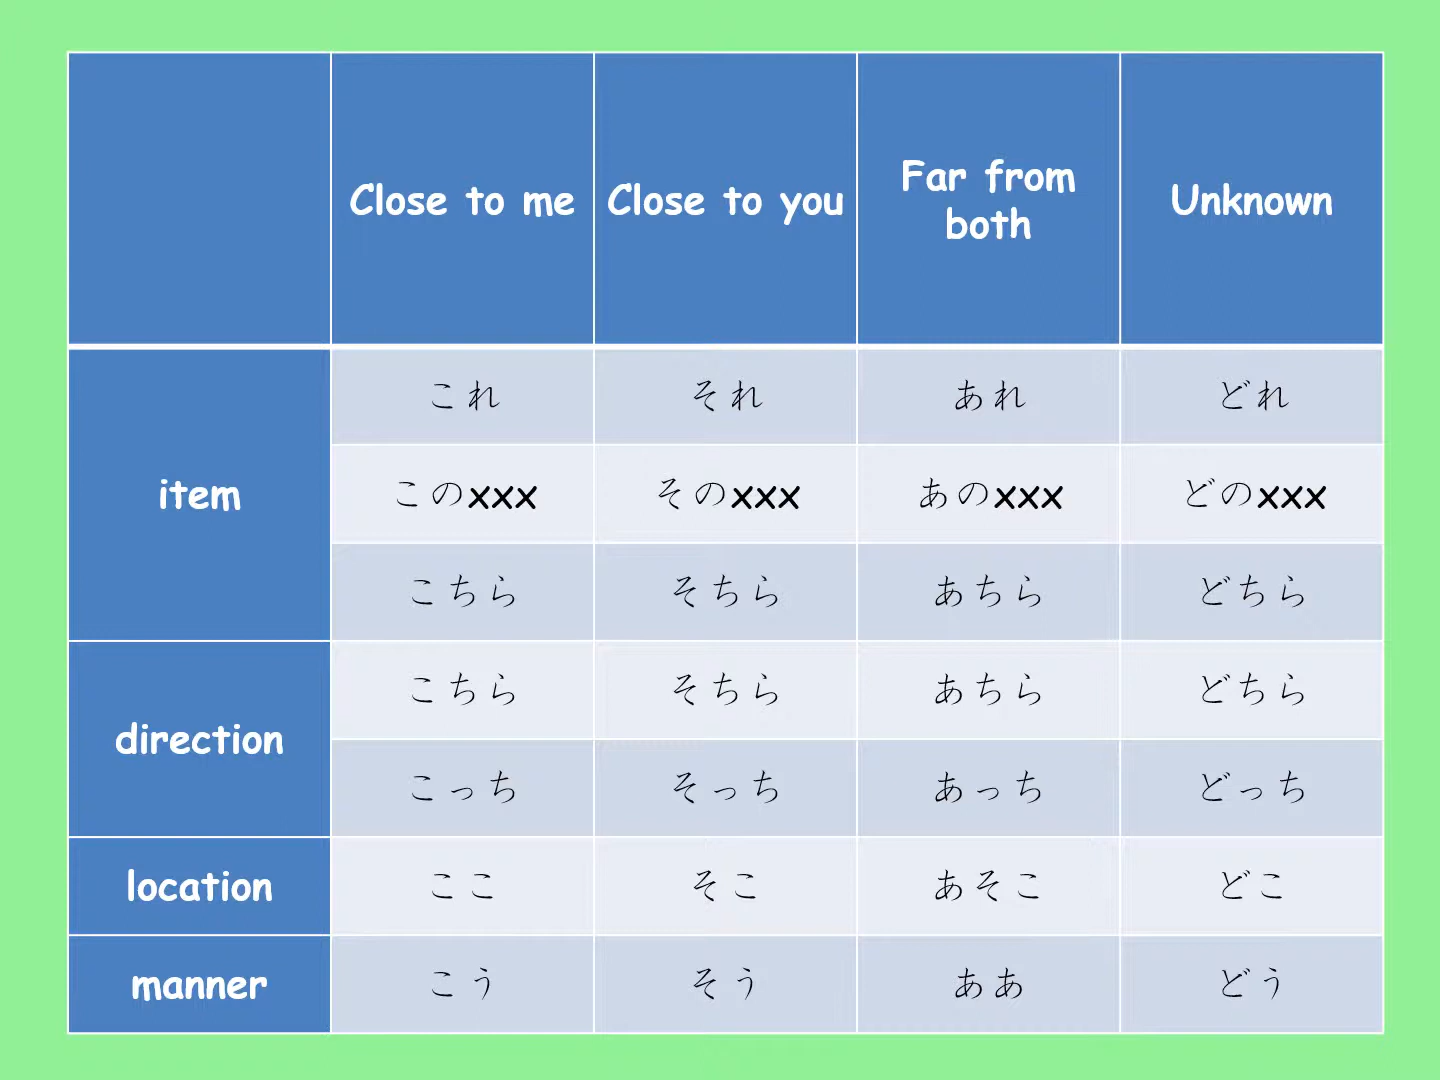 Close to me Close to you Far from both Unknown
item これ それ あれ どれ
このxxx そのxxx あのxxx どのxxx
こちら そちら あちら どちら
direction こちら そちら あちら どちら
こっち そっち あっち どっち
location ここ そこ あそこ どこ
manner こう そう ああ どう